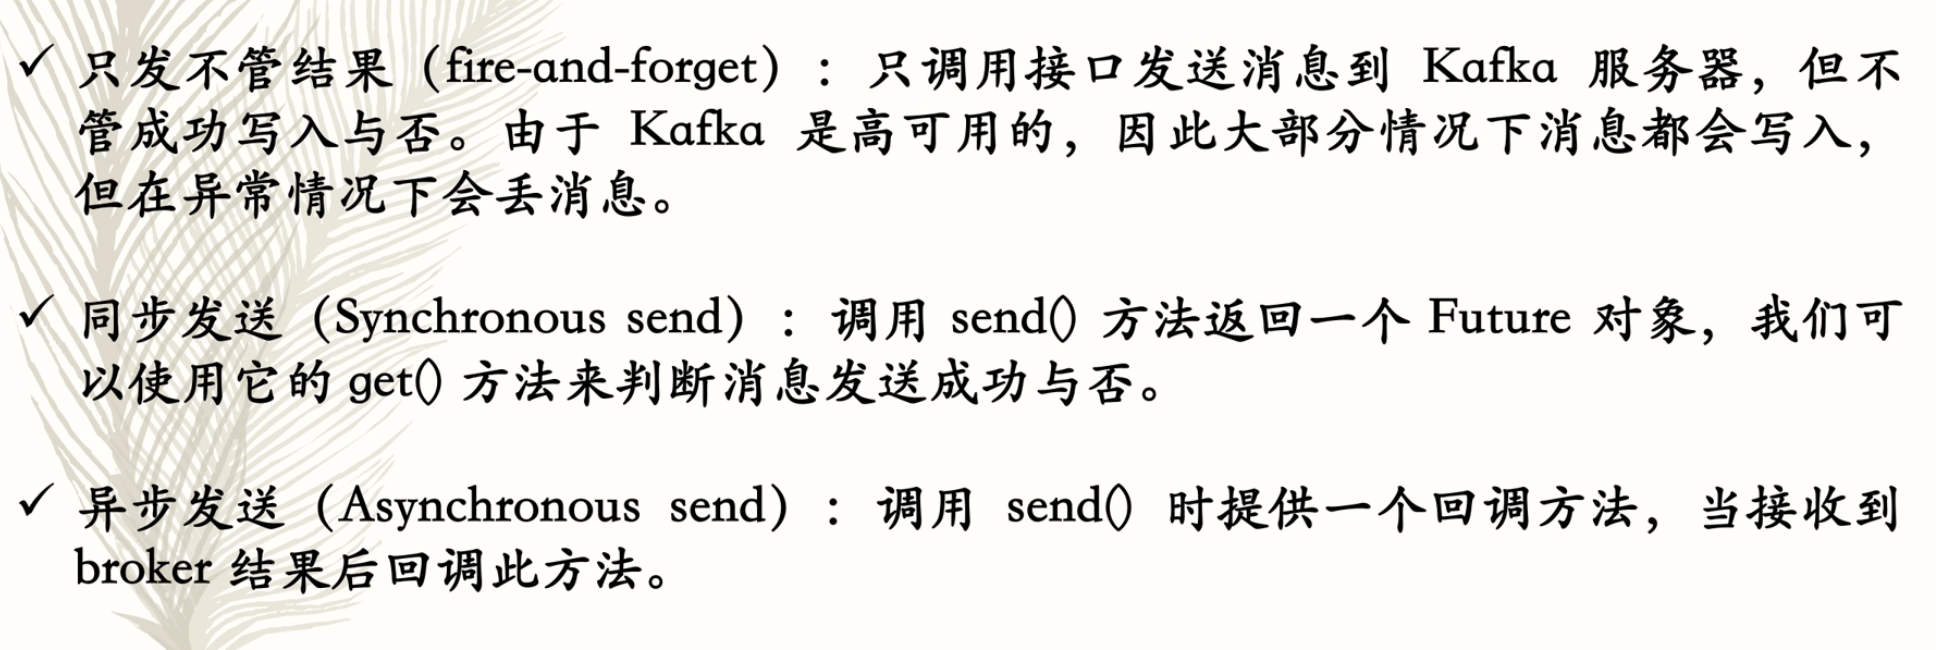 ✓ 只发不管结果（fire-and-forget）：只调用接口发送消息到 Kafka 服务器，但不
管成功写入与否。由于 Kafka 是高可用的，因此大部分情况下消息都会写入，
但在异常情况下会丢消息。
✓ 同步发送（Synchronous send）：调用 send() 方法返回一个 Future 对象，我们可
以使用它的 get() 方法来判断消息发送成功与否。
✓ 异步发送（Asynchronous send）：调用 send() 时提供一个回调方法，当接收到
broker 结果后回调此方法。